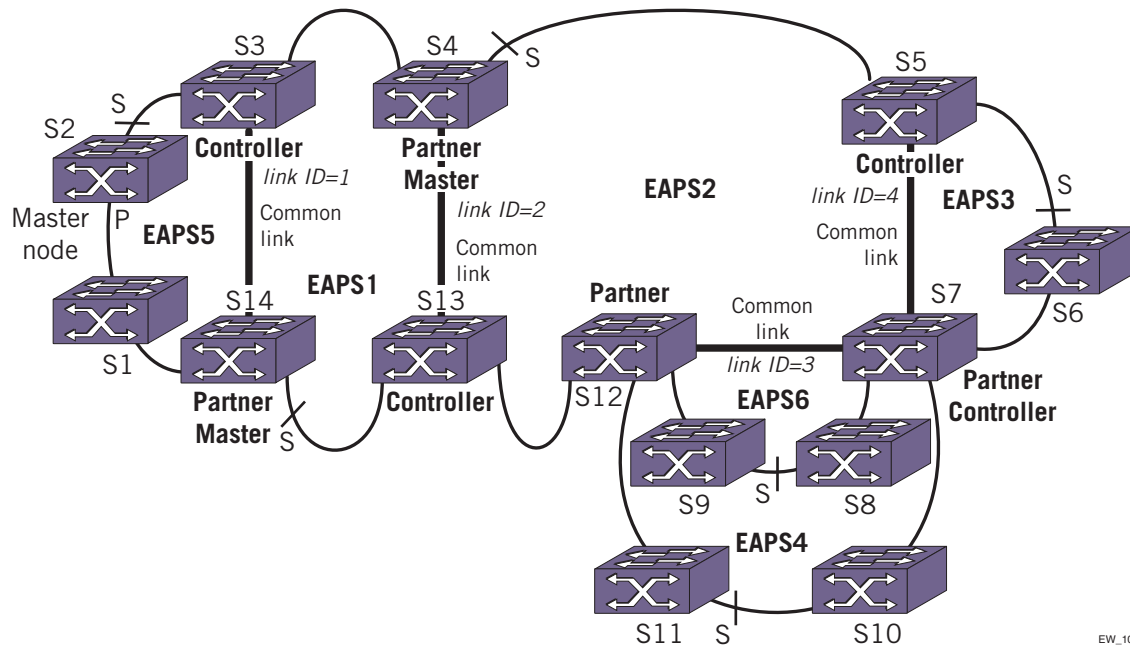 S3
S4
S
S5
S
S2
Controller
Partner
Master
Controller
link ID=1
link ID=2
EAPS2
link ID=4
EAPS3
S
Master
node
P
EAPS5
Common
link
Common
link
Common
link
EAPS1
S14
S13
Partner
Common
link
S7
S6
S1
link ID=3
S12
Partner
Master
S
Controller
EAPS6
Partner
Controller
S9
S
S8
EAPS4
S11
S
S10
EW_10